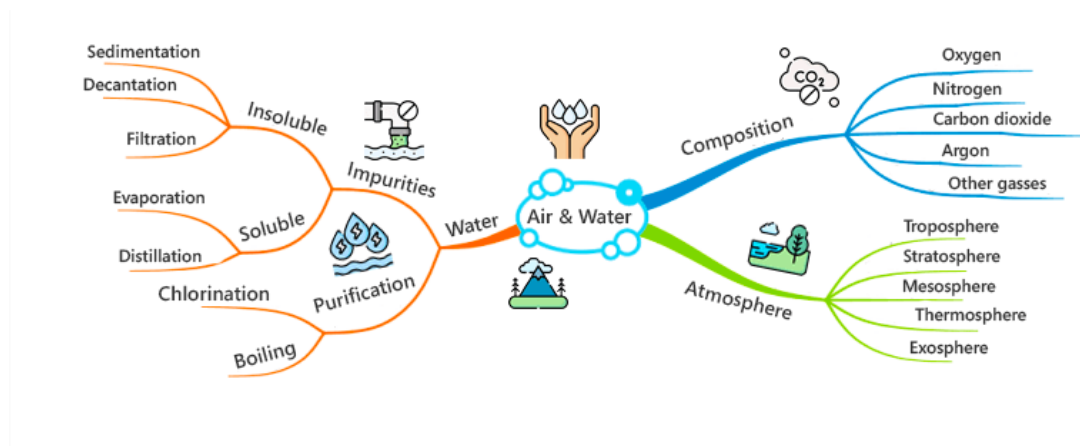 Air & Water
Composition
Oxygen
Nitrogen
Carbon dioxide
Argon
Other gasses
CO2
Atmosphere
Troposphere
Stratosphere
Mesosphere
Thermosphere
Exosphere
Water
Impurities
Insoluble
Sedimentation
Decantation
Filtration
Soluble
Evaporation
Distillation
Purification
Chlorination
Boiling